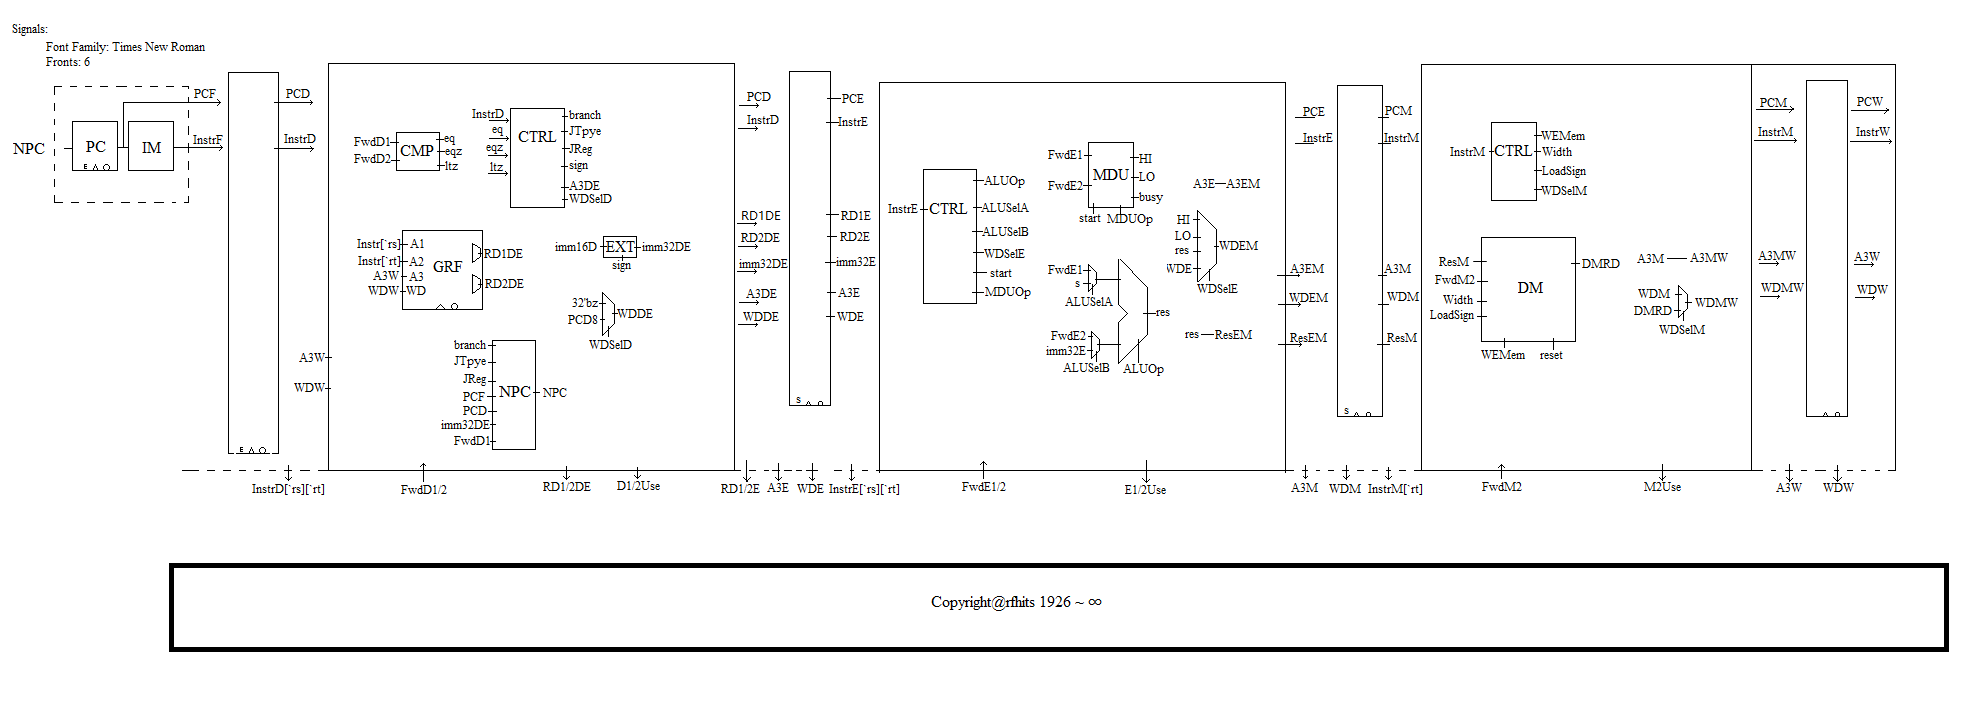 Signals:
Font Family: Times New Roman
Fronts: 6
NPC
PC
E
IM
PCF
InstrF
E
PCD
InstrD
InstrD[`rs][`rt]
FwdD1
FwdD2
CMP
eq
eqz
ltz
InstrD
eq
eqz
ltz
CTRL
branch
JTpye
JReg
sign
A3DE
WDSelD
Instr[`rs]
Instr[`rt]
A3W
WDW
A1
A2
A3
WD
GRF
RD1DE
RD2DE
imm16D
EXT
imm32DE
sign
32'bz
PCD8
WDDE
WDSelD
branch
JTpye
JReg
PCF
PCD
imm32DE
FwdD1
NPC
NPC
A3W
WDW
FwdD1/2
RD1/2DE
D1/2Use
PCD
InstrD
RD1DE
RD2DE
imm32DE
A3DE
WDDE
s
PCE
InstrE
RD1E
RD2E
imm32E
A3E
WDE
RD1/2E
A3E
WDE
InstrE[`rs][`rt]
InstrE
CTRL
ALUOp
ALUSelA
ALUSelB
WDSelE
start
MDUOp
FwdE1
FwdE2
MDU
HI
LO
busy
start
MDUOp
A3E
A3EM
HI
LO
res
WDE
WDEM
WDSelE
FwdE1
s
ALUSelA
FwdE2
imm32E
ALUSelB
ALUOp
res
res
ResEM
FwdE1/2
E1/2Use
PCE
InstrE
A3EM
WDEM
ResEM
s
PCM
InstrM
A3M
WDM
ResM
A3M
WDM
InstrM[`rt]
InstrM
CTRL
WEMem
Width
LoadSign
WDSelM
ResM
FwdM2
Width
LoadSign
DM
DMRD
WEMem
reset
A3M
A3MW
WDM
DMRD
WDMW
WDSelM
FwdM2
M2Use
PCM
InstrM
A3MW
WDMW
PCW
InstrW
A3W
WDW
A3W
WDW
Copyright@rfhits 1926 ~ ∞